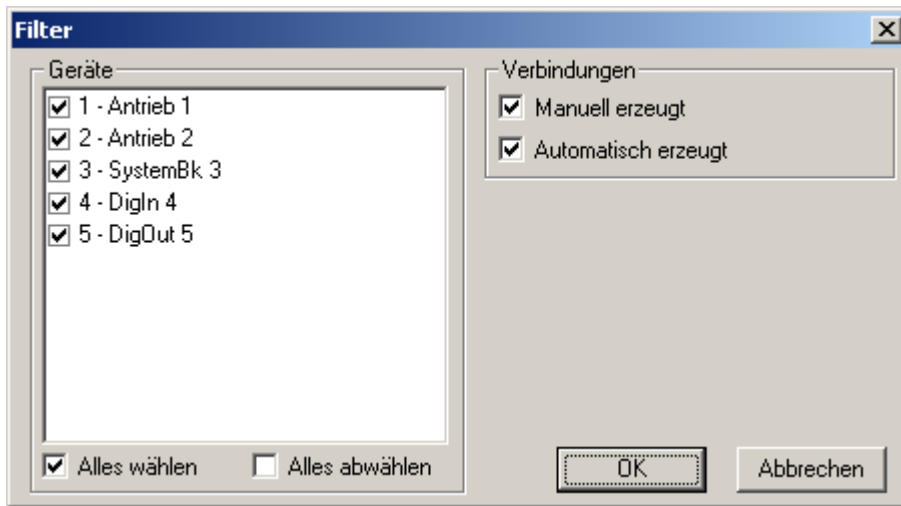 Filter
Geräte
1 - Antrieb 1
2 - Antrieb 2
3 - SystemBk 3
4 - DigIn 4
5 - DigOut 5
Alles wählen
Alles abwählen
Verbindungen
Manuell erzeugt
Automatisch erzeugt
OK
Abbrechen